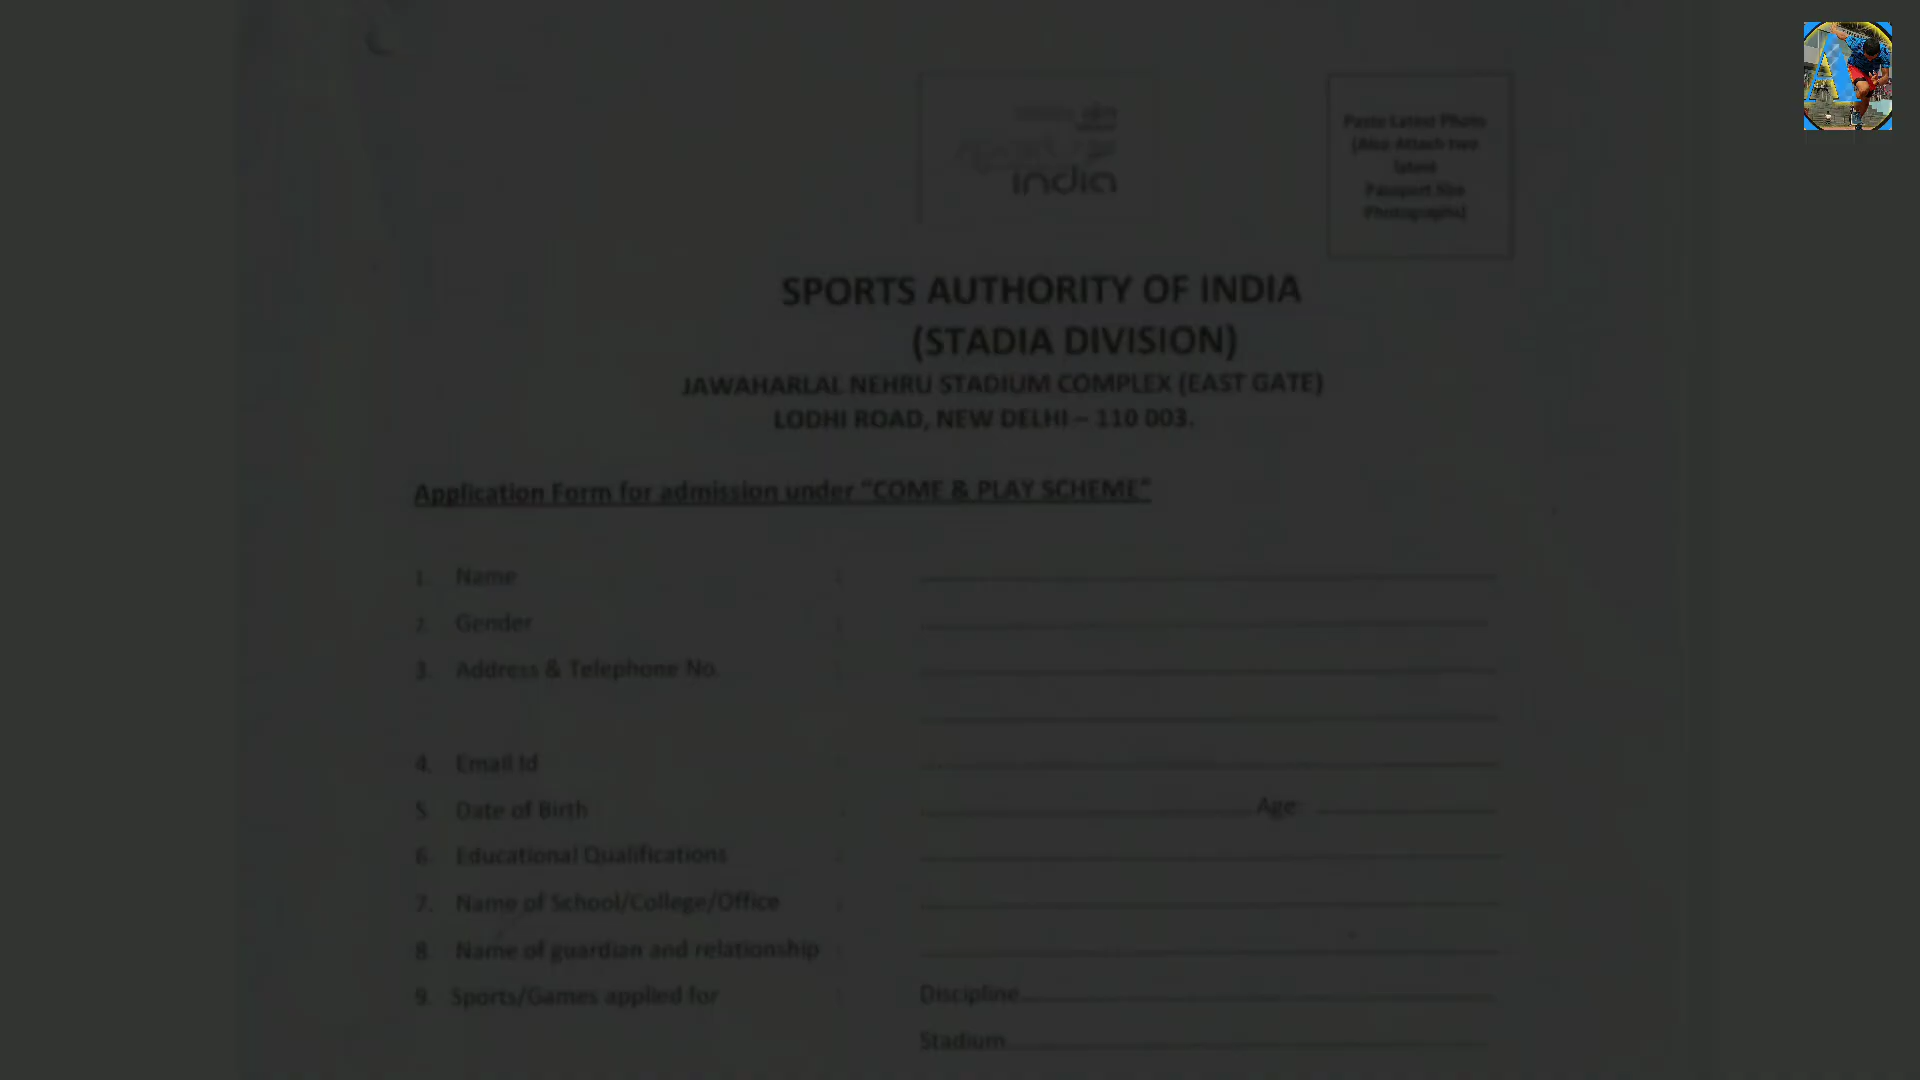 india
Paste Latest Photo
(Also Attach two
latest
Passport Size
Photographs)
SPORTS AUTHORITY OF INDIA
(STADIA DIVISION)
JAWAHARLAL NEHRU STADIUM COMPLEX (EAST GATE)
LODHI ROAD, NEW DELHI – 110 003.
Application Form for admission under “COME & PLAY SCHEME”
1. Name :
2. Gender :
3. Address & Telephone No. :
4. Email Id :
5. Date of Birth : Age:
6. Educational Qualifications :
7. Name of School/College/Office :
8. Name of guardian and relationship :
9. Sports/Games applied for : Discipline
Stadium
A